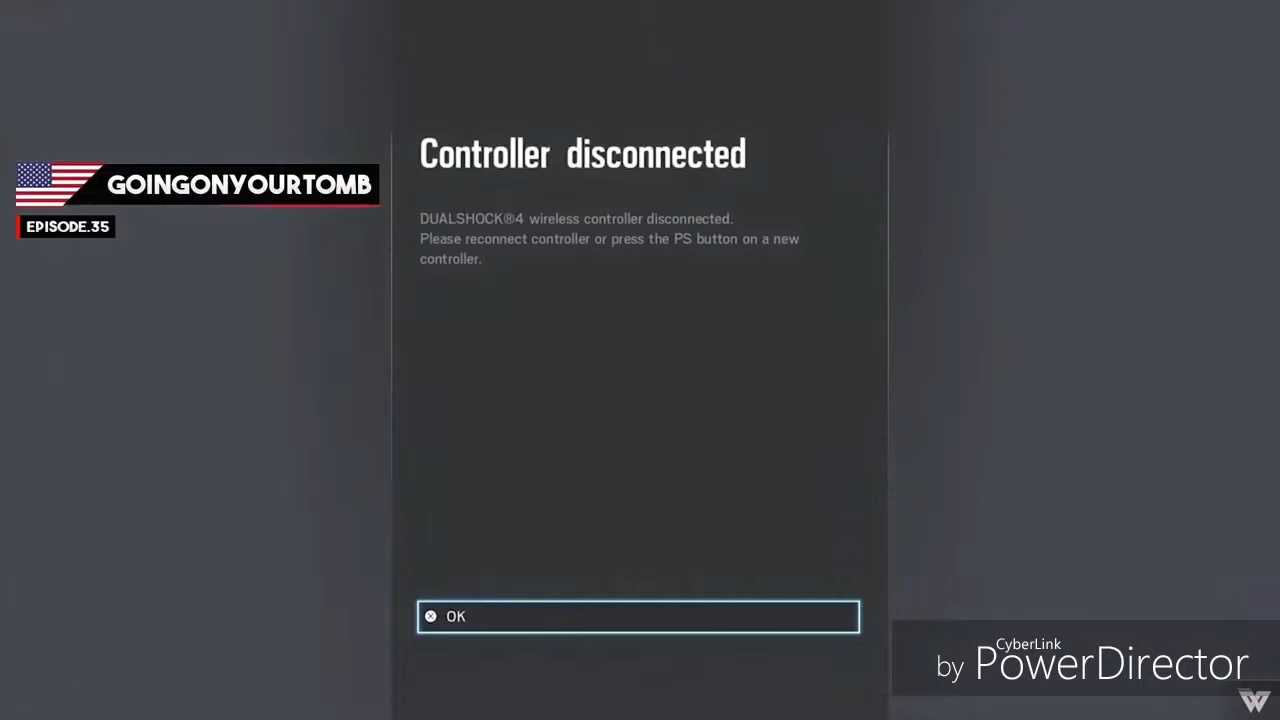 Controller disconnected
GOINGONYOURTOMB
EPISODE.35
DUALSHOCK®4 wireless controller disconnected.
Please reconnect controller or press the PS button on a new
controller.
OK
CyberLink
by PowerDirector